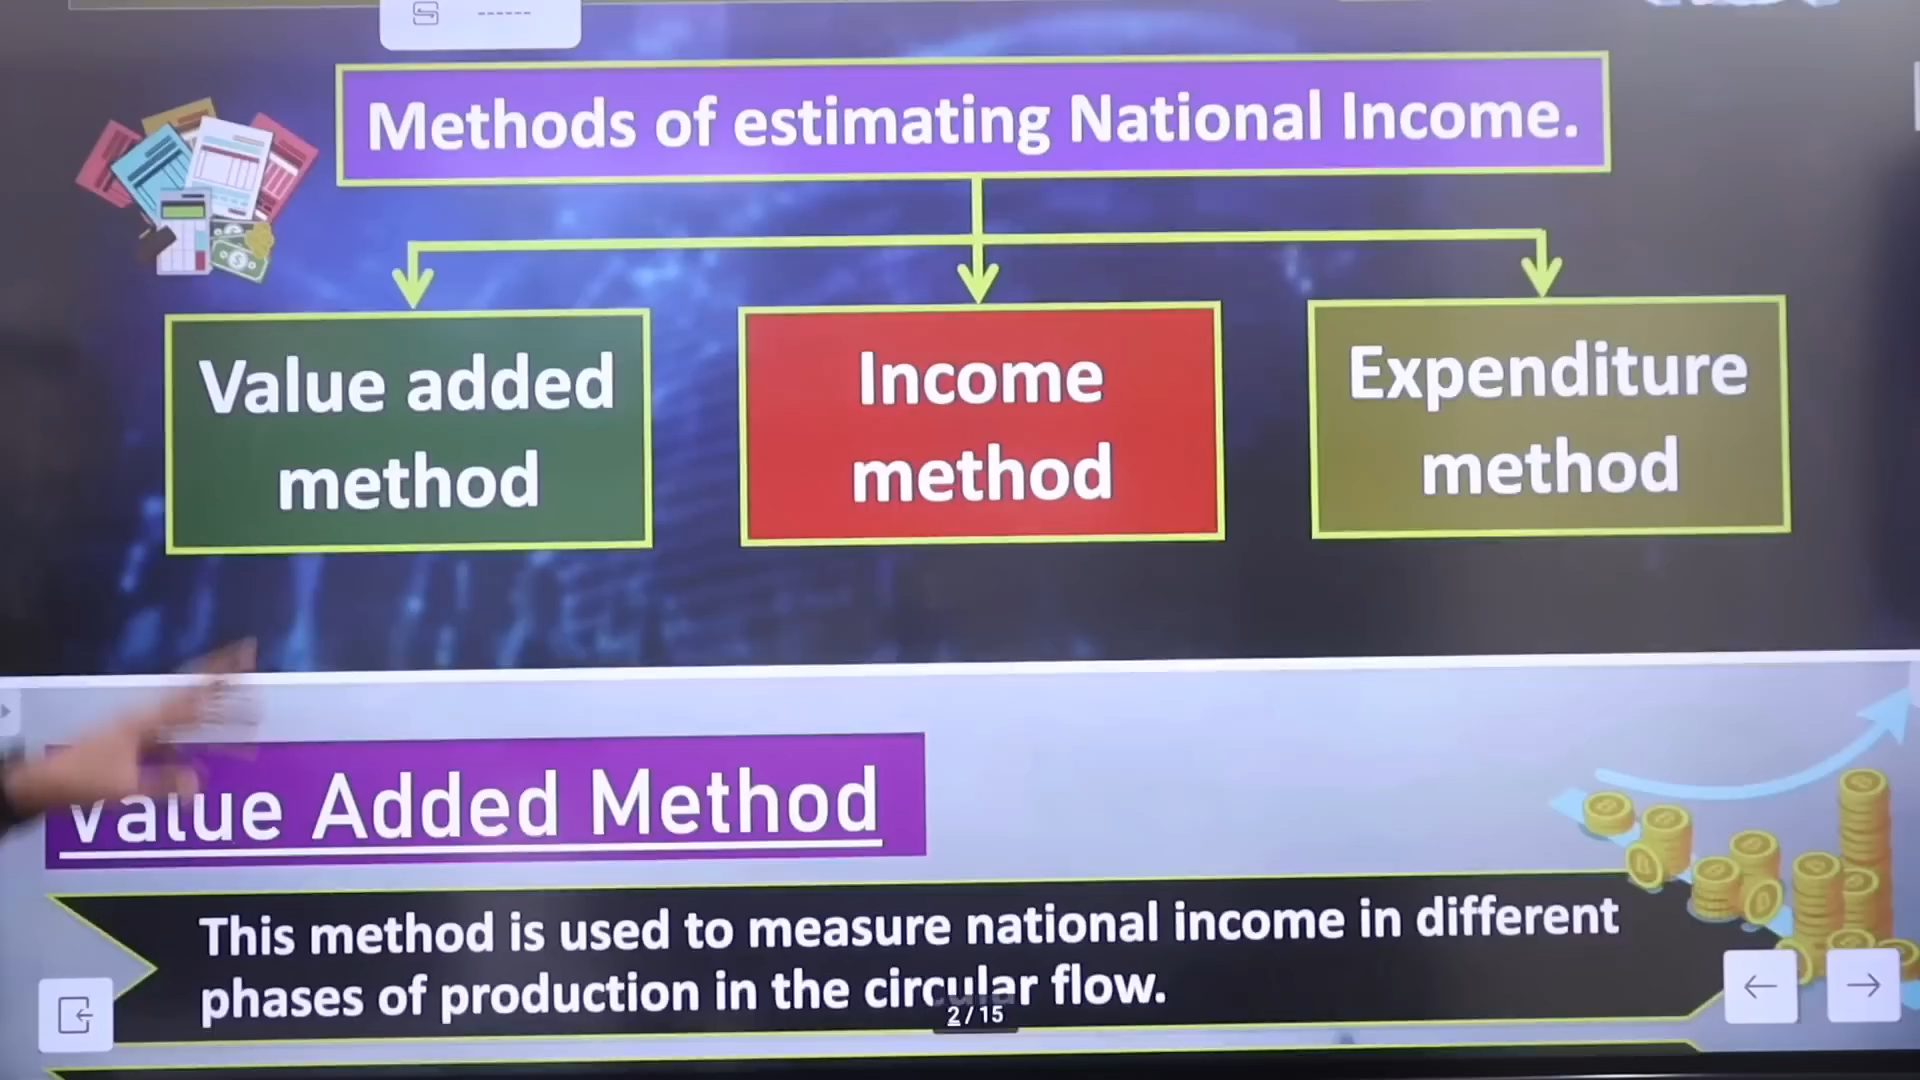 Methods of estimating National Income.
Value added
method
Income
method
Expenditure
method
Value Added Method
This method is used to measure national income in different
phases of production in the circular flow.
2 / 15